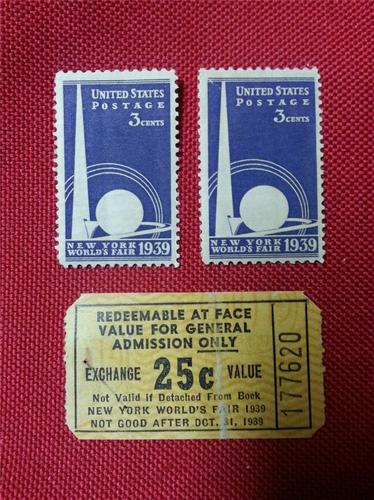 UNITED STATES
POSTAGE
3 CENTS
NEW YORK
WORLD'S FAIR 1939
UNITED STATES
POSTAGE
3 CENTS
NEW YORK
WORLD'S FAIR 1939
REDEEMABLE AT FACE
VALUE FOR GENERAL
ADMISSION ONLY
EXCHANGE 25c VALUE
Not Valid if Detached From Book
NEW YORK WORLD'S FAIR 1939
NOT GOOD AFTER OCT. 31, 1939
177620